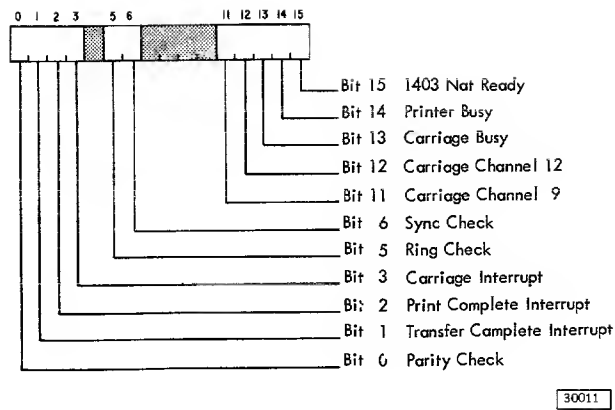 0 1 2 3 5 6 11 12 13 14 15
Bit 15 1403 Nat Ready
Bit 14 Printer Busy
Bit 13 Carriage Busy
Bit 12 Carriage Channel 12
Bit 11 Carriage Channel 9
Bit 6 Sync Check
Bit 5 Ring Check
Bit 3 Carriage Interrupt
Bit 2 Print Complete Interrupt
Bit 1 Transfer Camplete Interrupt
Bit 0 Parity Check
30011